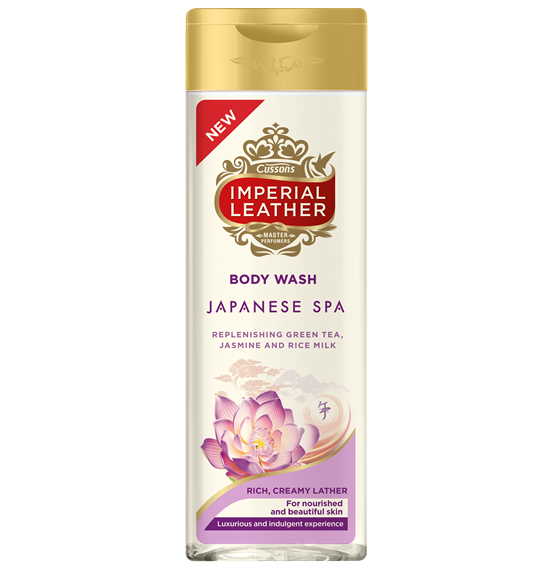 NEW
Cussons
IMPERIAL
LEATHER
MASTER
PERFUMERS
BODY WASH
JAPANESE SPA
REPLENISHING GREEN TEA,
JASMINE AND RICE MILK
RICH, CREAMY LATHER
For nourished
and beautiful skin
Luxurious and indulgent experience